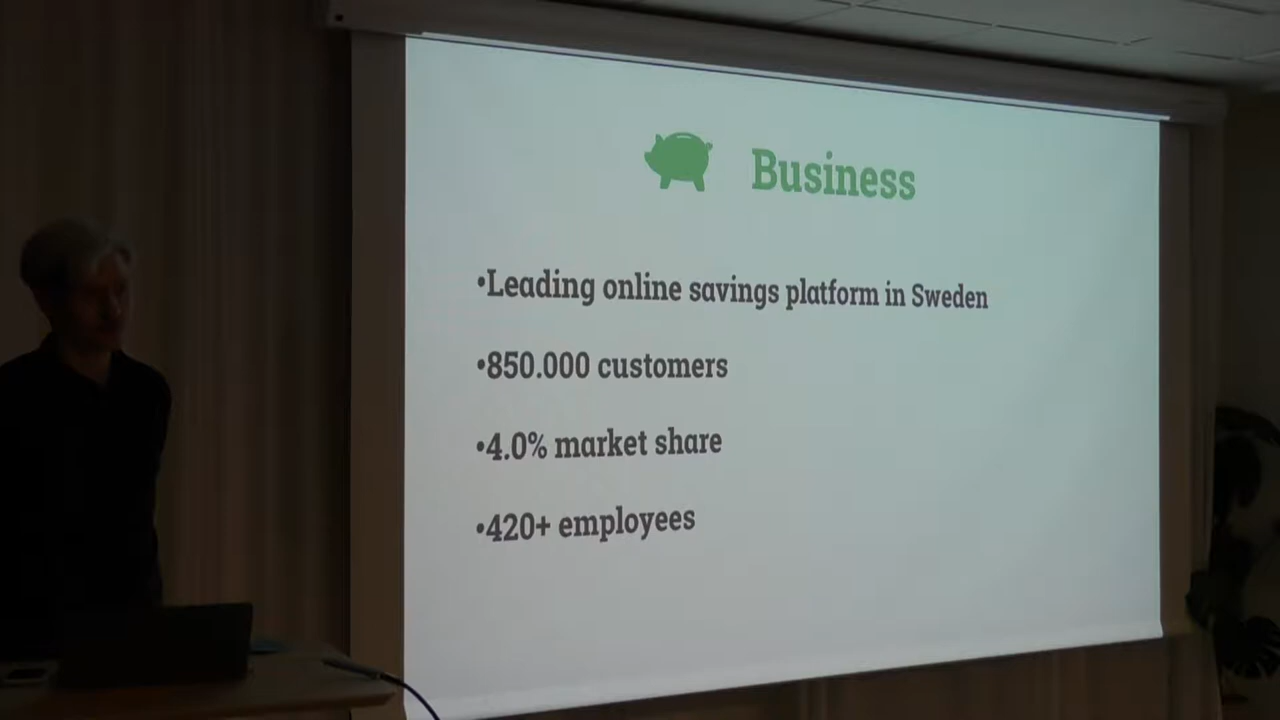 Business
•Leading online savings platform in Sweden
•850.000 customers
•4.0% market share
•420+ employees